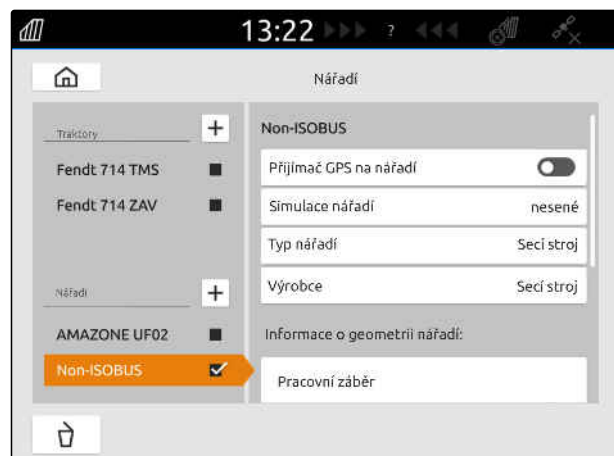 13:22 ?
Nářadí
Traktory
Fendt 714 TMS
Fendt 714 ZAV
Nářadí
AMAZONE UF02
Non-ISOBUS
Non-ISOBUS
Přijímač GPS na nářadí
Simulace nářadí nesené
Typ nářadí Secí stroj
Výrobce Secí stroj
Informace o geometrii nářadí:
Pracovní záběr